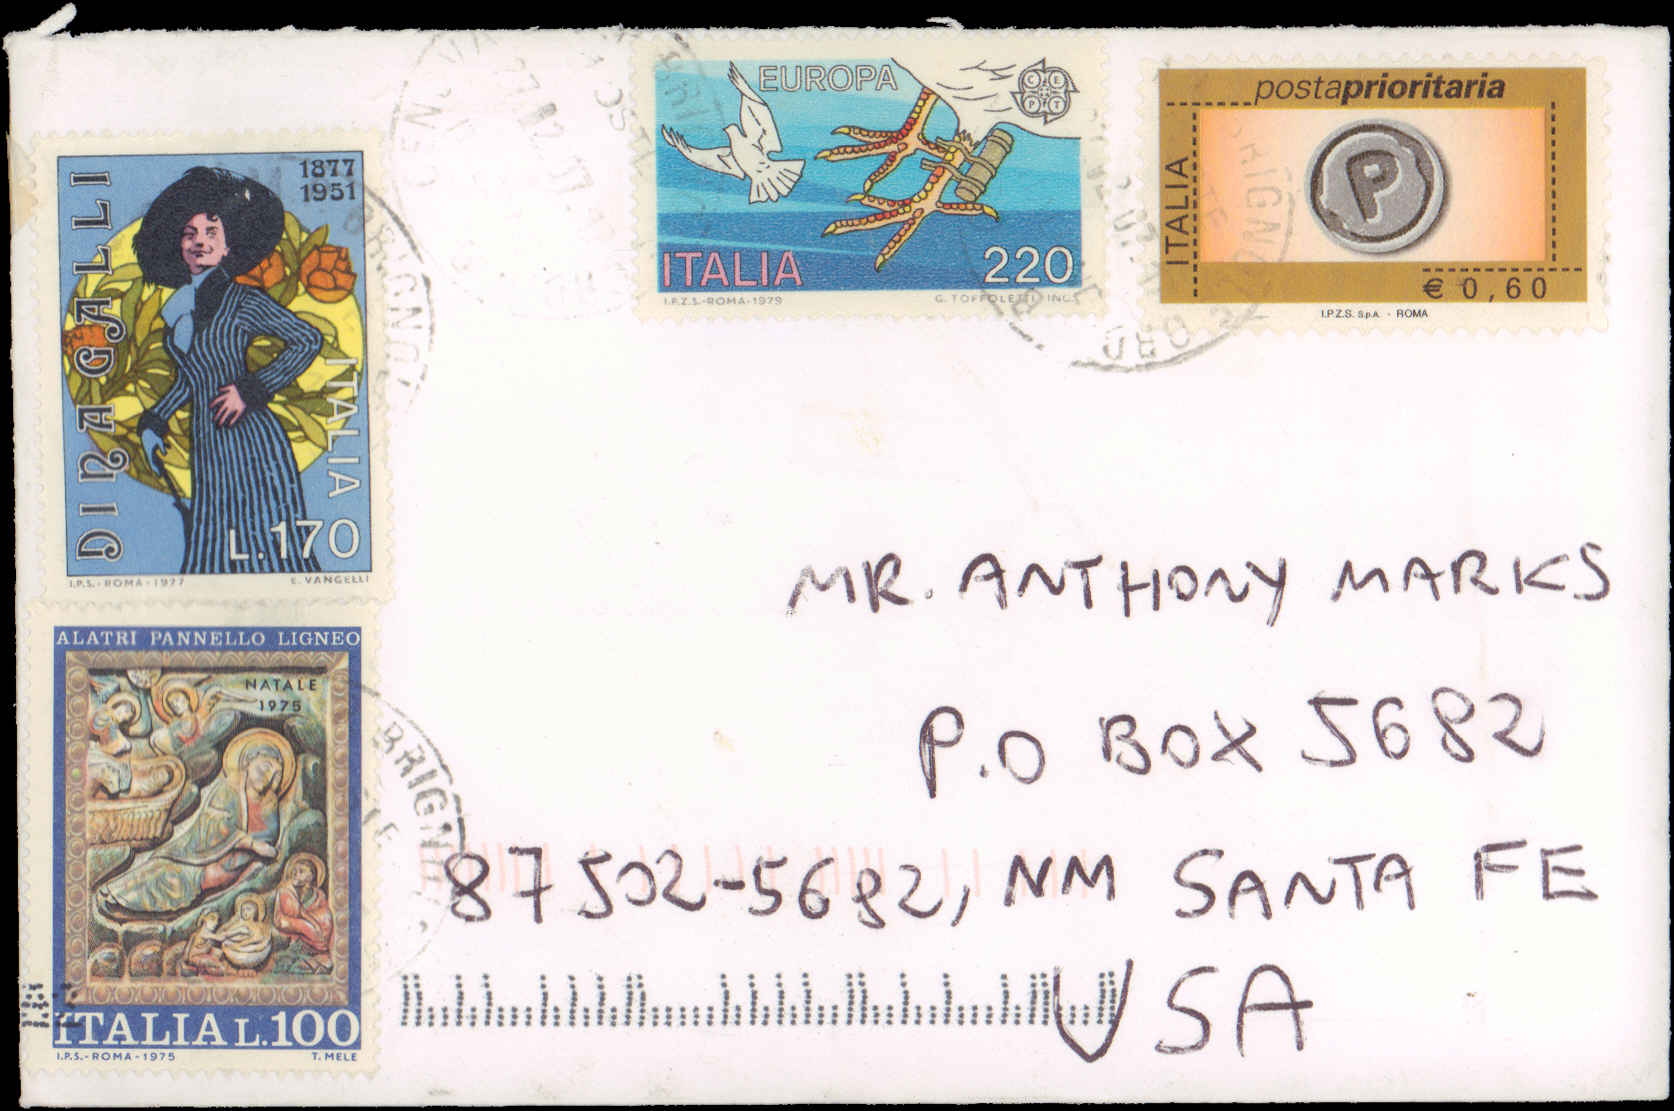 EUROPA
CEPT
ITALIA
220
I.P.Z.S.-ROMA-1979
G. TOFFOLETTI INC.
postaprioritaria
ITALIA
P
€ 0,60
I.P.Z.S. S.p.A. - ROMA
1877
1951
DINA GALLI
ITALIA
L.170
I.P.S.-ROMA-1977
E. VANGELLI
ALATRI PANNELLO LIGNEO
NATALE
1975
ITALIA L.100
I.P.S.-ROMA-1975
T. MELE
MR. ANTHONY MARKS
P.O BOX 5682
87502-5682, NM SANTA FE
USA